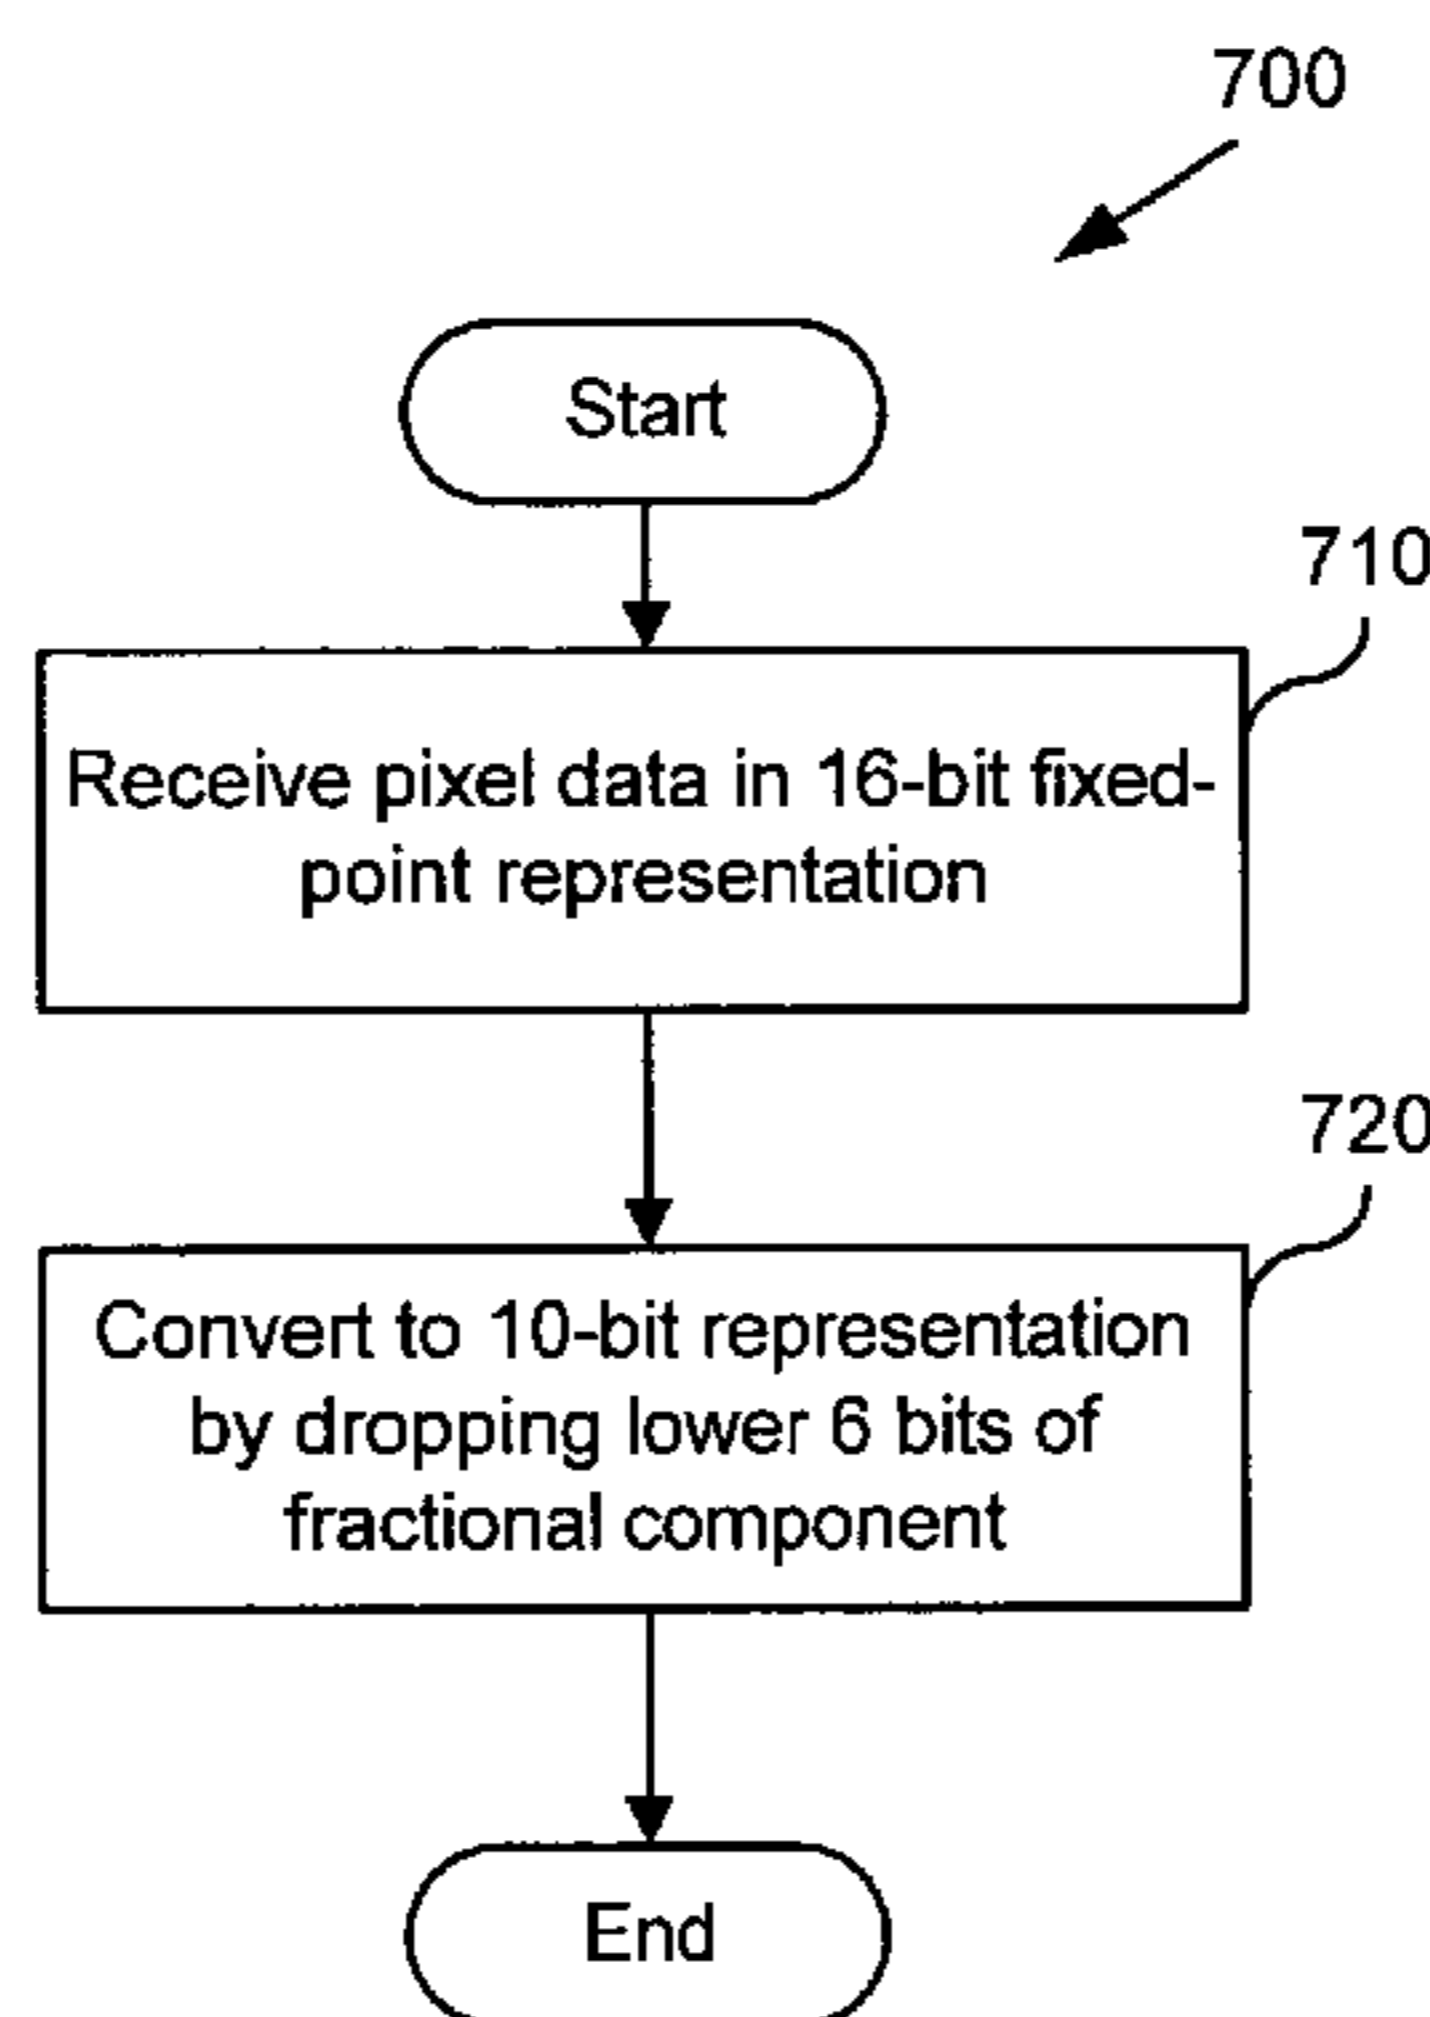 700
Start
710
Receive pixel data in 16-bit fixed-
point representation
720
Convert to 10-bit representation
by dropping lower 6 bits of
fractional component
End